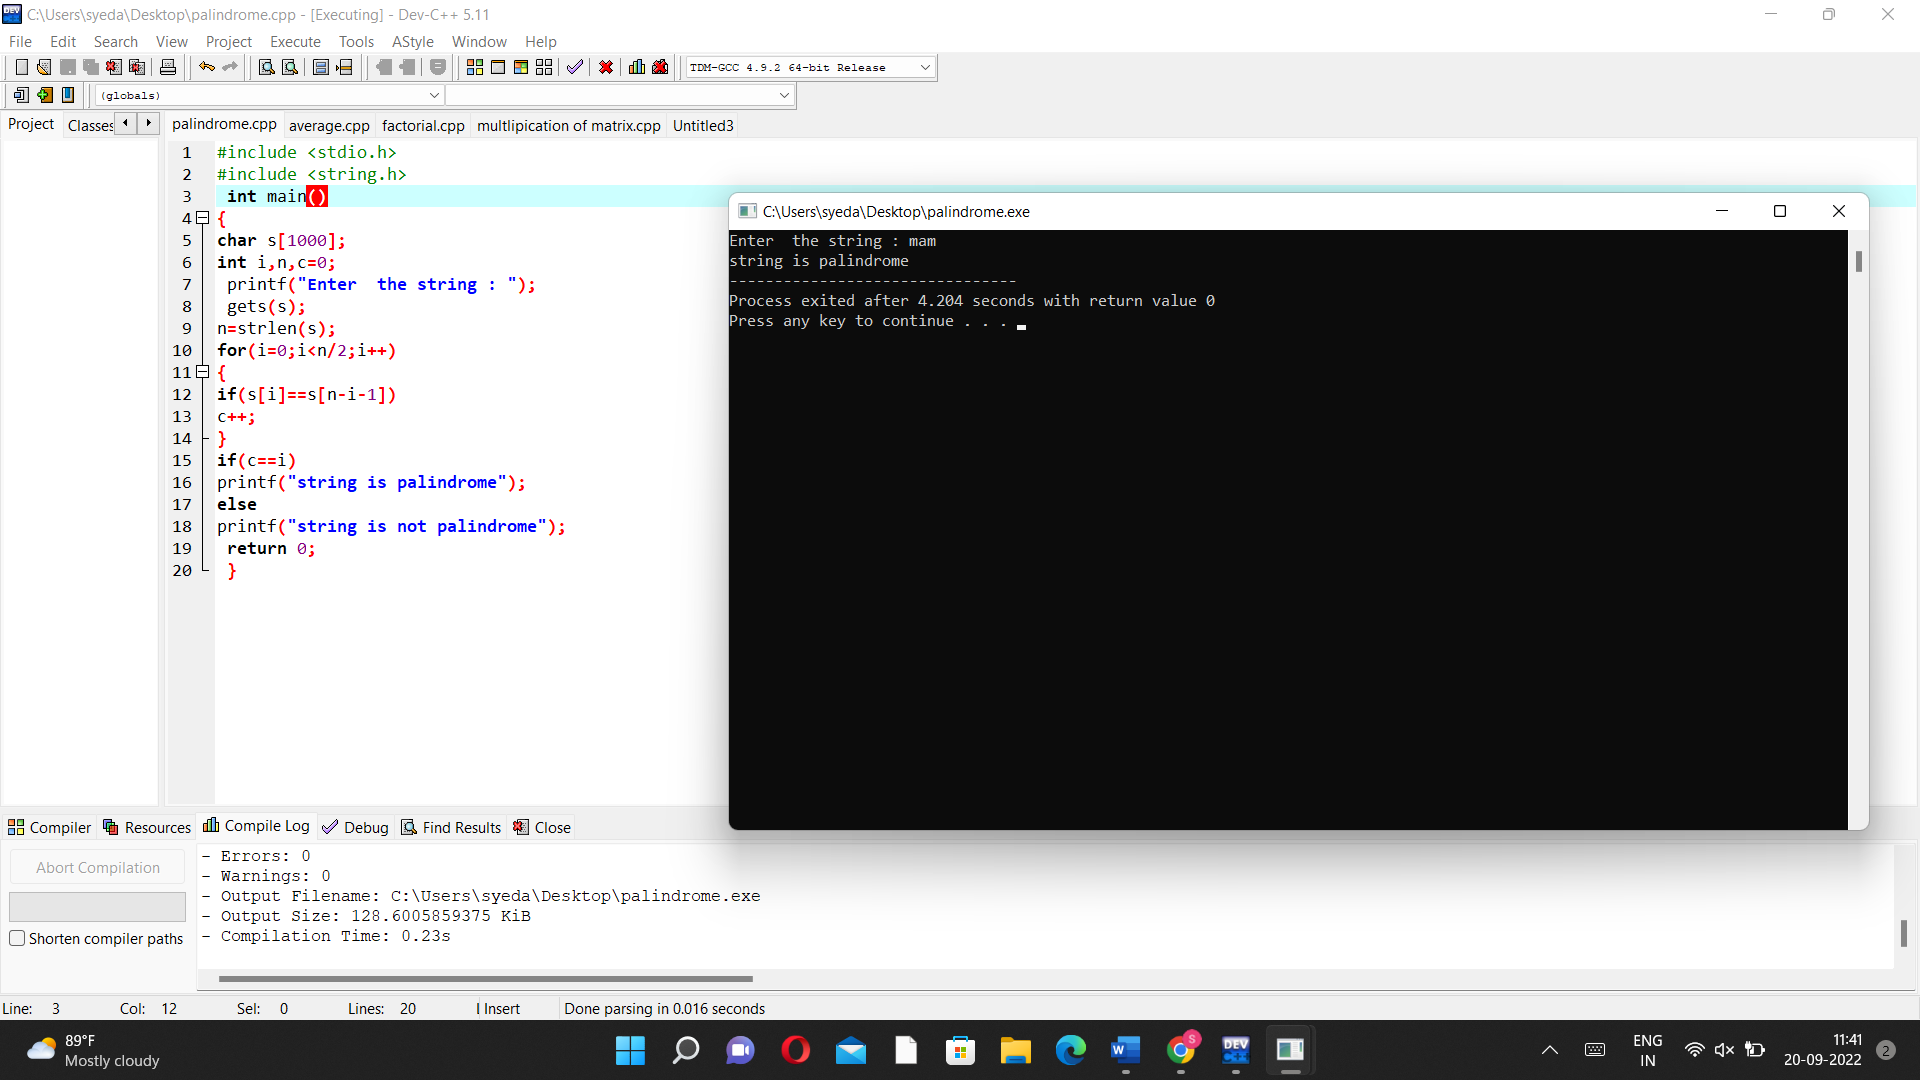 C:\Users\syeda\Desktop\palindrome.cpp - [Executing] - Dev-C++ 5.11
File Edit Search View Project Execute Tools AStyle Window Help
TDM-GCC 4.9.2 64-bit Release
(globals)
Project Classes palindrome.cpp average.cpp factorial.cpp multlipication of matrix.cpp Untitled3
1 #include <stdio.h>
2 #include <string.h>
3 int main()
4 {
5 char s[1000];
6 int i,n,c=0;
7 printf("Enter  the string : ");
8 gets(s);
9 n=strlen(s);
10 for(i=0;i<n/2;i++)
11 {
12 if(s[i]==s[n-i-1])
13 c++;
14 }
15 if(c==i)
16 printf("string is palindrome");
17 else
18 printf("string is not palindrome");
19 return 0;
20 }
C:\Users\syeda\Desktop\palindrome.exe
Enter  the string : mam
string is palindrome
--------------------------------
Process exited after 4.204 seconds with return value 0
Press any key to continue . . .
Compiler Resources Compile Log Debug Find Results Close
Abort Compilation
Shorten compiler paths
- Errors: 0
- Warnings: 0
- Output Filename: C:\Users\syeda\Desktop\palindrome.exe
- Output Size: 128.6005859375 KiB
- Compilation Time: 0.23s
Line: 3 Col: 12 Sel: 0 Lines: 20 I Insert Done parsing in 0.016 seconds
89°F
Mostly cloudy
W
S
DEV
C++
ENG
IN
11:41
20-09-2022
2